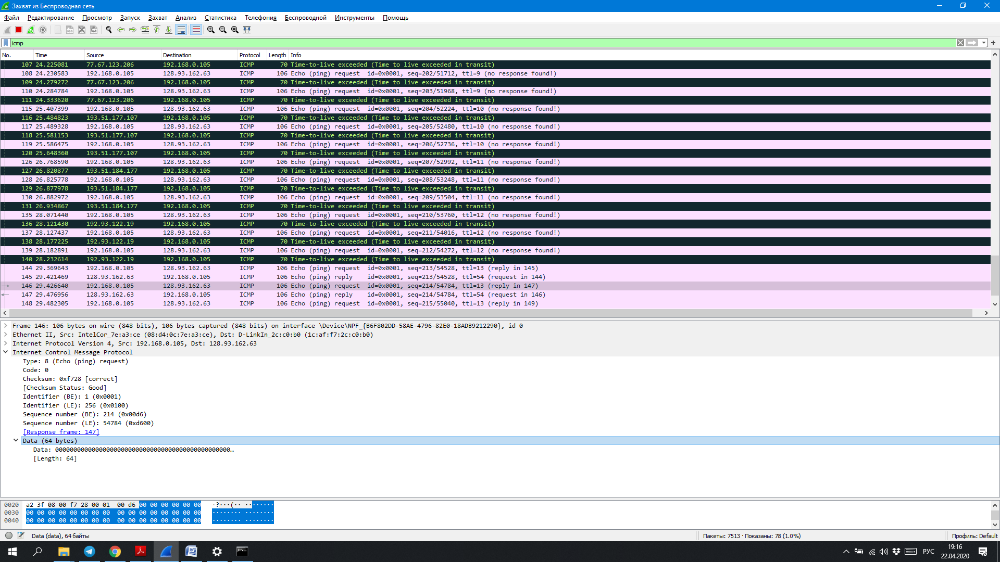 Захват из Беспроводная сеть
Файл Редактирование Просмотр Запуск Захват Анализ Статистика Телефония Беспроводной Инструменты Помощь
icmp
No. Time Source Destination Protocol Length Info
107 24.225081 77.67.123.206 192.168.0.105 ICMP 70 Time-to-live exceeded (Time to live exceeded in transit)
108 24.230583 192.168.0.105 128.93.162.63 ICMP 106 Echo (ping) request id=0x0001, seq=202/51712, ttl=9 (no response found!)
109 24.279272 77.67.123.206 192.168.0.105 ICMP 70 Time-to-live exceeded (Time to live exceeded in transit)
110 24.284784 192.168.0.105 128.93.162.63 ICMP 106 Echo (ping) request id=0x0001, seq=203/51968, ttl=9 (no response found!)
111 24.333620 77.67.123.206 192.168.0.105 ICMP 70 Time-to-live exceeded (Time to live exceeded in transit)
115 25.407399 192.168.0.105 128.93.162.63 ICMP 106 Echo (ping) request id=0x0001, seq=204/52224, ttl=10 (no response found!)
116 25.484823 193.51.177.107 192.168.0.105 ICMP 70 Time-to-live exceeded (Time to live exceeded in transit)
117 25.489328 192.168.0.105 128.93.162.63 ICMP 106 Echo (ping) request id=0x0001, seq=205/52480, ttl=10 (no response found!)
118 25.581153 193.51.177.107 192.168.0.105 ICMP 70 Time-to-live exceeded (Time to live exceeded in transit)
119 25.586475 192.168.0.105 128.93.162.63 ICMP 106 Echo (ping) request id=0x0001, seq=206/52736, ttl=10 (no response found!)
120 25.648360 193.51.177.107 192.168.0.105 ICMP 70 Time-to-live exceeded (Time to live exceeded in transit)
126 26.768590 192.168.0.105 128.93.162.63 ICMP 106 Echo (ping) request id=0x0001, seq=207/52992, ttl=11 (no response found!)
127 26.820877 193.51.184.177 192.168.0.105 ICMP 70 Time-to-live exceeded (Time to live exceeded in transit)
128 26.825778 192.168.0.105 128.93.162.63 ICMP 106 Echo (ping) request id=0x0001, seq=208/53248, ttl=11 (no response found!)
129 26.877978 193.51.184.177 192.168.0.105 ICMP 70 Time-to-live exceeded (Time to live exceeded in transit)
130 26.882972 192.168.0.105 128.93.162.63 ICMP 106 Echo (ping) request id=0x0001, seq=209/53504, ttl=11 (no response found!)
131 26.934867 193.51.184.177 192.168.0.105 ICMP 70 Time-to-live exceeded (Time to live exceeded in transit)
135 28.071440 192.168.0.105 128.93.162.63 ICMP 106 Echo (ping) request id=0x0001, seq=210/53760, ttl=12 (no response found!)
136 28.121430 192.93.122.19 192.168.0.105 ICMP 70 Time-to-live exceeded (Time to live exceeded in transit)
137 28.127437 192.168.0.105 128.93.162.63 ICMP 106 Echo (ping) request id=0x0001, seq=211/54016, ttl=12 (no response found!)
138 28.177225 192.93.122.19 192.168.0.105 ICMP 70 Time-to-live exceeded (Time to live exceeded in transit)
139 28.182891 192.168.0.105 128.93.162.63 ICMP 106 Echo (ping) request id=0x0001, seq=212/54272, ttl=12 (no response found!)
140 28.232614 192.93.122.19 192.168.0.105 ICMP 70 Time-to-live exceeded (Time to live exceeded in transit)
144 29.369643 192.168.0.105 128.93.162.63 ICMP 106 Echo (ping) request id=0x0001, seq=213/54528, ttl=13 (reply in 145)
145 29.421469 128.93.162.63 192.168.0.105 ICMP 106 Echo (ping) reply id=0x0001, seq=213/54528, ttl=54 (request in 144)
146 29.426640 192.168.0.105 128.93.162.63 ICMP 106 Echo (ping) request id=0x0001, seq=214/54784, ttl=13 (reply in 147)
147 29.476956 128.93.162.63 192.168.0.105 ICMP 106 Echo (ping) reply id=0x0001, seq=214/54784, ttl=54 (request in 146)
148 29.482305 192.168.0.105 128.93.162.63 ICMP 106 Echo (ping) request id=0x0001, seq=215/55040, ttl=13 (reply in 149)
Frame 146: 106 bytes on wire (848 bits), 106 bytes captured (848 bits) on interface \Device\NPF_{B6F802DD-58AE-4796-82E0-18ADB9212290}, id 0
Ethernet II, Src: IntelCor_7e:a3:ce (08:d4:0c:7e:a3:ce), Dst: D-LinkIn_2c:c0:b0 (1c:af:f7:2c:c0:b0)
Internet Protocol Version 4, Src: 192.168.0.105, Dst: 128.93.162.63
Internet Control Message Protocol
Type: 8 (Echo (ping) request)
Code: 0
Checksum: 0xf728 [correct]
[Checksum Status: Good]
Identifier (BE): 1 (0x0001)
Identifier (LE): 256 (0x0100)
Sequence number (BE): 214 (0x00d6)
Sequence number (LE): 54784 (0xd600)
[Response frame: 147]
Data (64 bytes)
Data: 000000000000000000000000000000000000000000000000…
[Length: 64]
0020 a2 3f 08 00 f7 28 00 01 00 d6 00 00 00 00 00 00 ·?···(·· ········
0030 00 00 00 00 00 00 00 00 00 00 00 00 00 00 00 00 ········ ········
0040 00 00 00 00 00 00 00 00 00 00 00 00 00 00 00 00 ········ ········
Data (data), 64 байты Пакеты: 7513 · Показаны: 78 (1.0%) Профиль: Default
РУС 19:16
22.04.2020